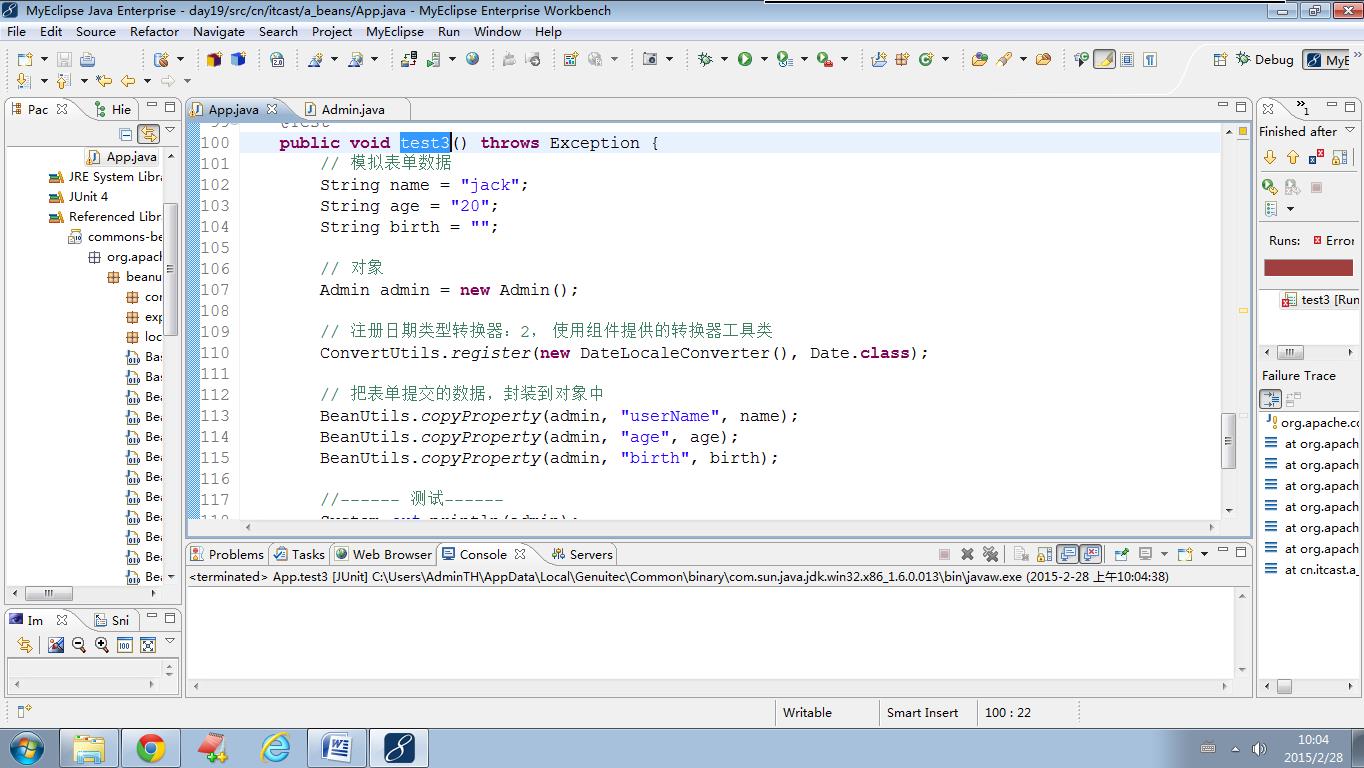 MyEclipse Java Enterprise - day19/src/cn/itcast/a_beans/App.java - MyEclipse Enterprise Workbench
File Edit Source Refactor Navigate Search Project MyEclipse Run Window Help
Debug MyE
Pac Hie
App.java Admin.java
1
Finished after
App.java
JRE System Libra
JUnit 4
Referenced Libr
commons-be
org.apach
beanu
cor
exp
loc
Bas
Bas
Bea
Bea
Bea
Bea
Bea
Bea
Bea
Bea
Bea
Bea
99 @Test
100 public void test3() throws Exception {
101 // 模拟表单数据
102 String name = "jack";
103 String age = "20";
104 String birth = "";
105
106 // 对象
107 Admin admin = new Admin();
108
109 // 注册日期类型转换器：2， 使用组件提供的转换器工具类
110 ConvertUtils.register(new DateLocaleConverter(), Date.class);
111
112 // 把表单提交的数据，封装到对象中
113 BeanUtils.copyProperty(admin, "userName", name);
114 BeanUtils.copyProperty(admin, "age", age);
115 BeanUtils.copyProperty(admin, "birth", birth);
116
117 //------ 测试------
118 System.out.println(admin);
Runs: Error
test3 [Run
Failure Trace
org.apache.co
at org.apach
at org.apach
at org.apach
at org.apach
at org.apach
at org.apach
at cn.itcast.a_
Problems Tasks Web Browser Console Servers
<terminated> App.test3 [JUnit] C:\Users\AdminTH\AppData\Local\Genuitec\Common\binary\com.sun.java.jdk.win32.x86_1.6.0.013\bin\javaw.exe (2015-2-28 上午10:04:38)
Im Sni
Writable Smart Insert 100 : 22
10:04
2015/2/28